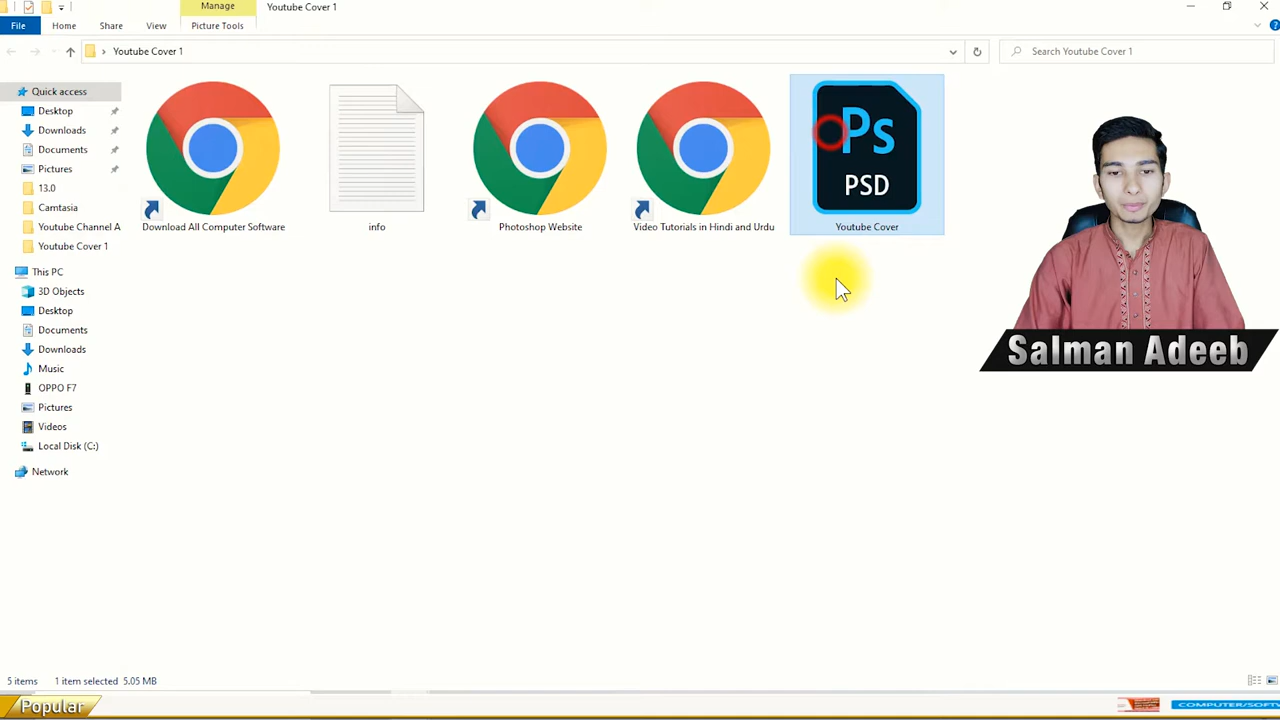 Manage
Youtube Cover 1
File
Home
Share
View
Picture Tools
Youtube Cover 1
Search Youtube Cover 1
Quick access
Desktop
Downloads
Documents
Pictures
13.0
Camtasia
Youtube Channel A
Youtube Cover 1
This PC
3D Objects
Desktop
Documents
Downloads
Music
OPPO F7
Pictures
Videos
Local Disk (C:)
Network
Download All Computer Software
info
Photoshop Website
Video Tutorials in Hindi and Urdu
Ps
PSD
Youtube Cover
Salman Adeeb
5 items
1 item selected 5.05 MB
Popular